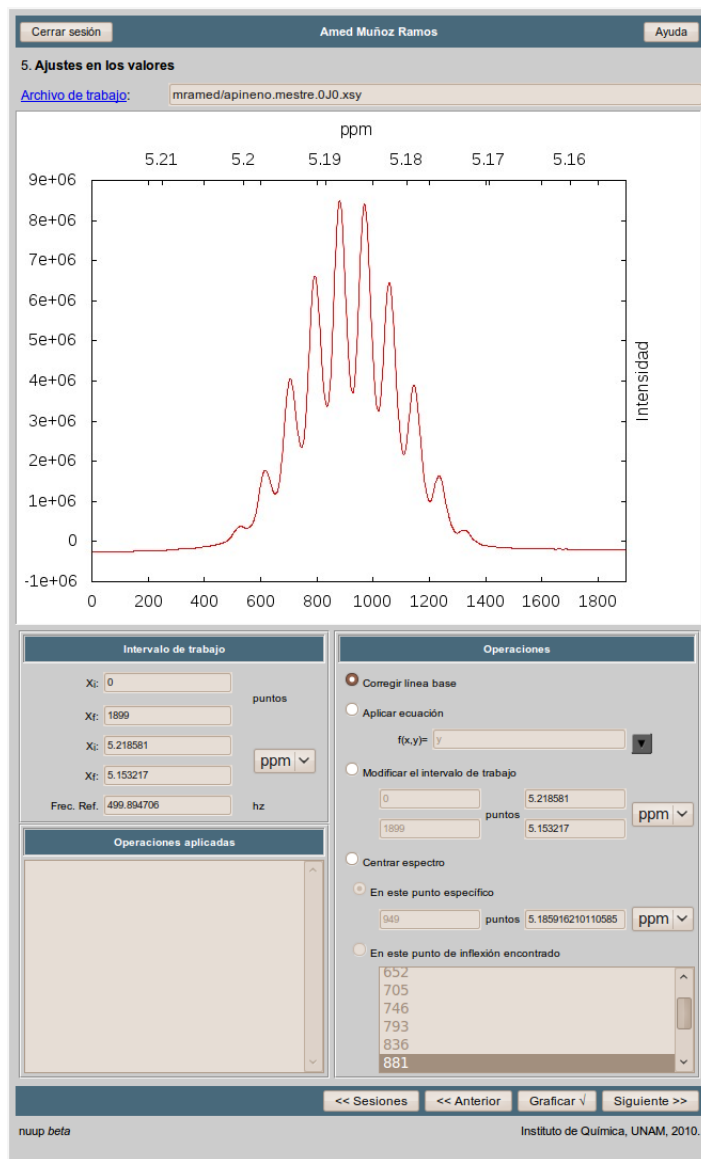 Cerrar sesión
Amed Muñoz Ramos
Ayuda
5. Ajustes en los valores
Archivo de trabajo:
mramed/apineno.mestre.0J0.xsy
ppm
5.21 5.2 5.19 5.18 5.17 5.16
9e+06
8e+06
7e+06
6e+06
5e+06
4e+06
3e+06
2e+06
1e+06
0
-1e+06
Intensidad
0 200 400 600 800 1000 1200 1400 1600 1800
Intervalo de trabajo
Xi: 0
puntos
Xf: 1899
Xi: 5.218581
ppm
Xf: 5.153217
Frec. Ref. 499.894706 hz
Operaciones aplicadas
Operaciones
Corregir línea base
Aplicar ecuación
f(x,y)= y
Modificar el intervalo de trabajo
0 5.218581
puntos ppm
1899 5.153217
Centrar espectro
En este punto específico
949 puntos 5.185916210110585 ppm
En este punto de inflexión encontrado
652
705
746
793
836
881
<< Sesiones
<< Anterior
Graficar √
Siguiente >>
nuup beta
Instituto de Química, UNAM, 2010.